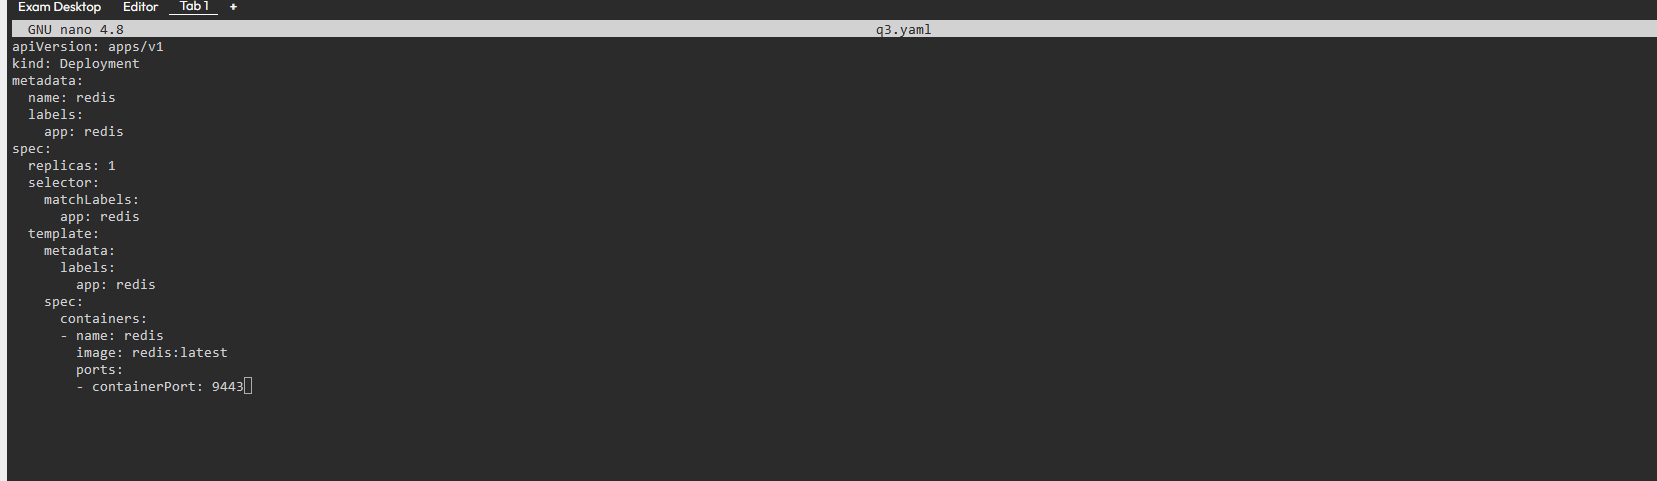 Exam Desktop Editor Tab 1 +
GNU nano 4.8 q3.yaml
apiVersion: apps/v1
kind: Deployment
metadata:
  name: redis
  labels:
    app: redis
spec:
  replicas: 1
  selector:
    matchLabels:
      app: redis
  template:
    metadata:
      labels:
        app: redis
    spec:
      containers:
      - name: redis
        image: redis:latest
        ports:
        - containerPort: 9443